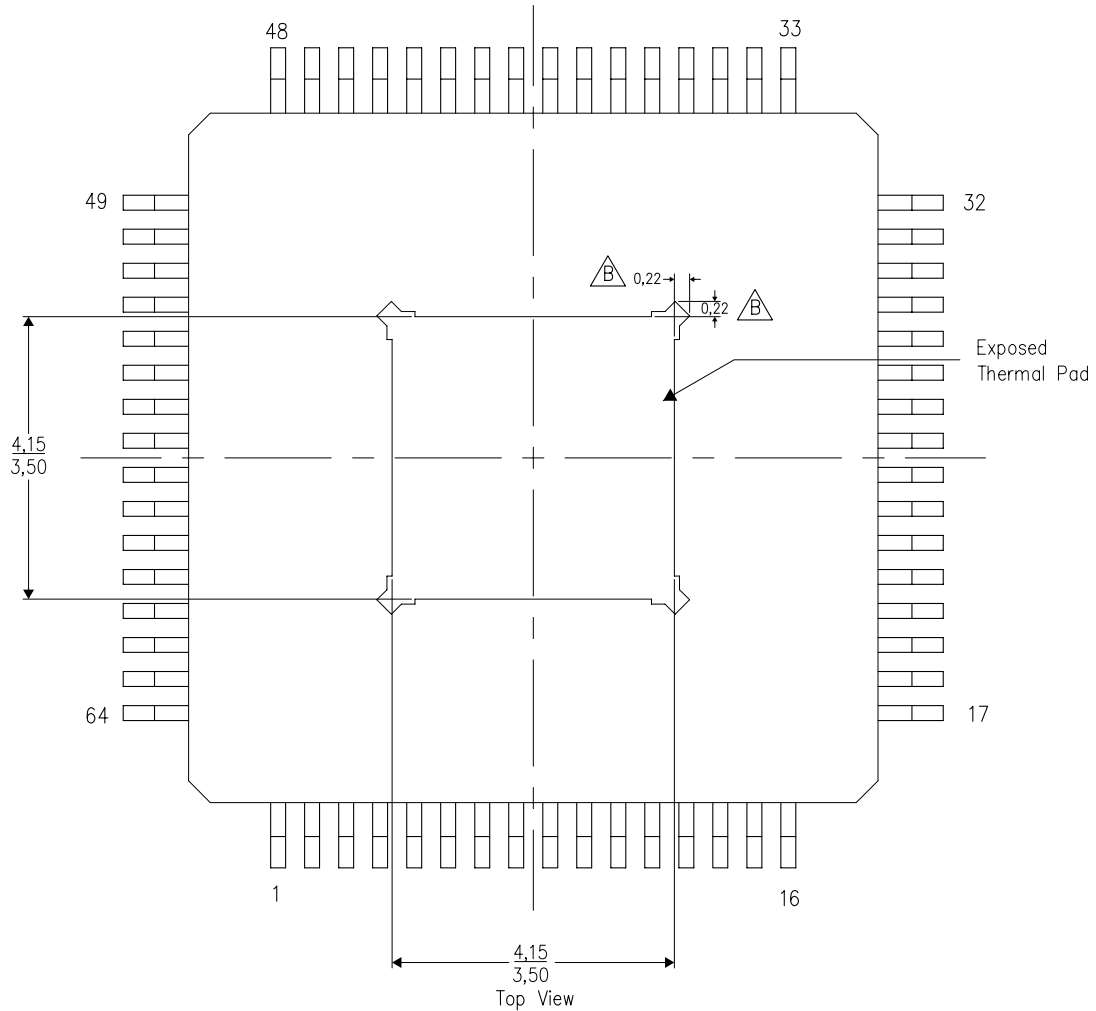 48
33
49
32
B
0,22
0,22
B
Exposed
Thermal Pad
4,15
3,50
64
17
1
16
4,15
3,50
Top View